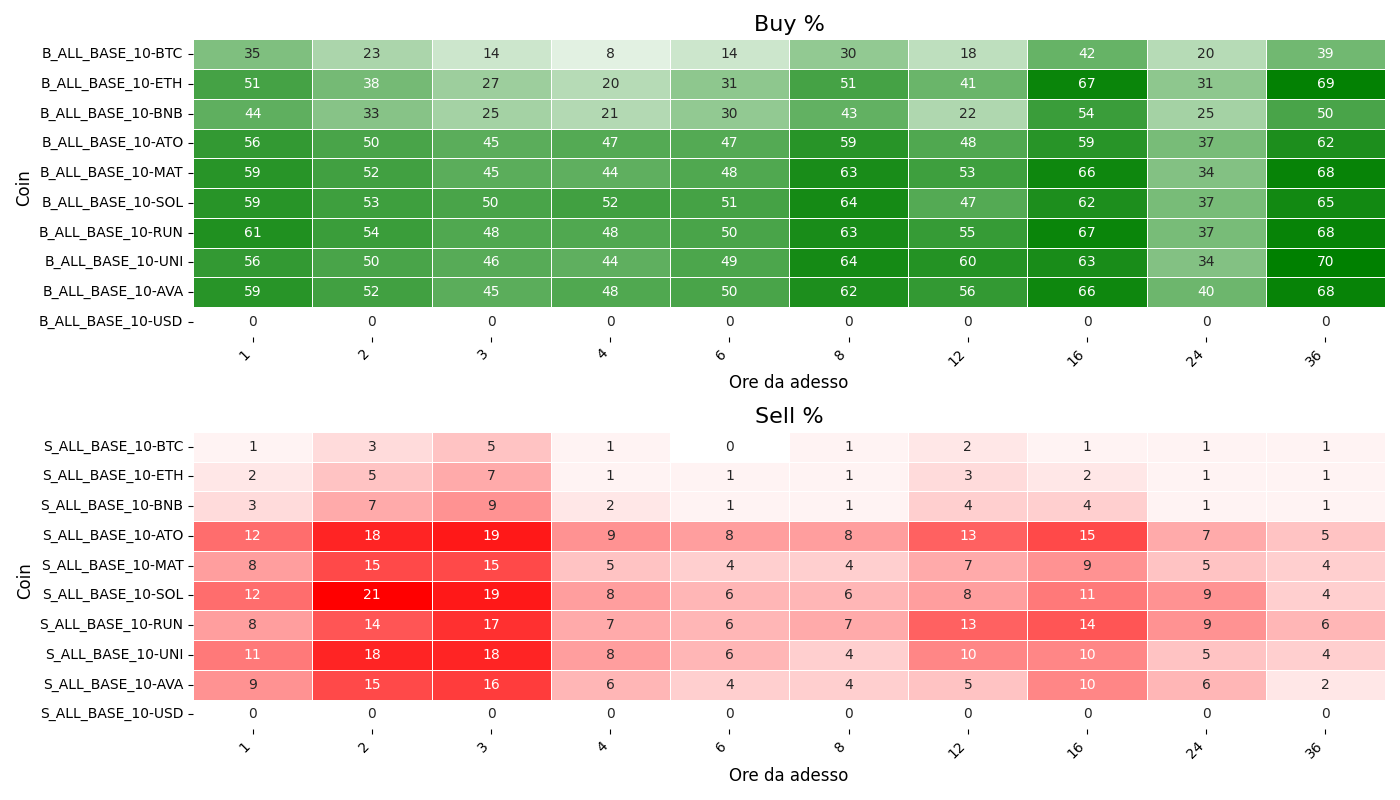 Buy %
Coin
B_ALL_BASE_10-BTC 35 23 14 8 14 30 18 42 20 39
B_ALL_BASE_10-ETH 51 38 27 20 31 51 41 67 31 69
B_ALL_BASE_10-BNB 44 33 25 21 30 43 22 54 25 50
B_ALL_BASE_10-ATO 56 50 45 47 47 59 48 59 37 62
B_ALL_BASE_10-MAT 59 52 45 44 48 63 53 66 34 68
B_ALL_BASE_10-SOL 59 53 50 52 51 64 47 62 37 65
B_ALL_BASE_10-RUN 61 54 48 48 50 63 55 67 37 68
B_ALL_BASE_10-UNI 56 50 46 44 49 64 60 63 34 70
B_ALL_BASE_10-AVA 59 52 45 48 50 62 56 66 40 68
B_ALL_BASE_10-USD 0 0 0 0 0 0 0 0 0 0
1 2 3 4 6 8 12 16 24 36
Ore da adesso
Sell %
Coin
S_ALL_BASE_10-BTC 1 3 5 1 0 1 2 1 1 1
S_ALL_BASE_10-ETH 2 5 7 1 1 1 3 2 1 1
S_ALL_BASE_10-BNB 3 7 9 2 1 1 4 4 1 1
S_ALL_BASE_10-ATO 12 18 19 9 8 8 13 15 7 5
S_ALL_BASE_10-MAT 8 15 15 5 4 4 7 9 5 4
S_ALL_BASE_10-SOL 12 21 19 8 6 6 8 11 9 4
S_ALL_BASE_10-RUN 8 14 17 7 6 7 13 14 9 6
S_ALL_BASE_10-UNI 11 18 18 8 6 4 10 10 5 4
S_ALL_BASE_10-AVA 9 15 16 6 4 4 5 10 6 2
S_ALL_BASE_10-USD 0 0 0 0 0 0 0 0 0 0
1 2 3 4 6 8 12 16 24 36
Ore da adesso